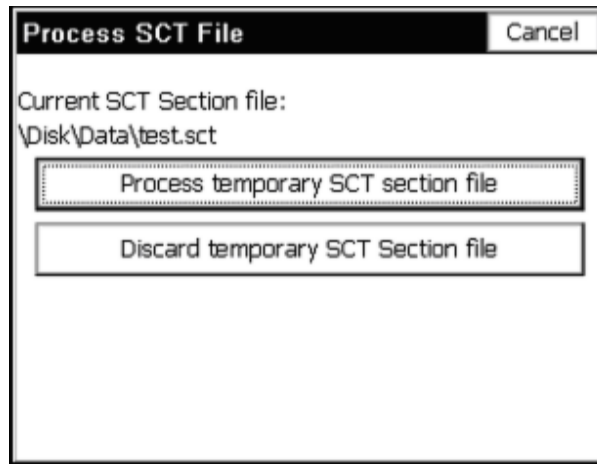 Process SCT File
Cancel
Current SCT Section file:
\Disk\Data\test.sct
Process temporary SCT section file
Discard temporary SCT Section file